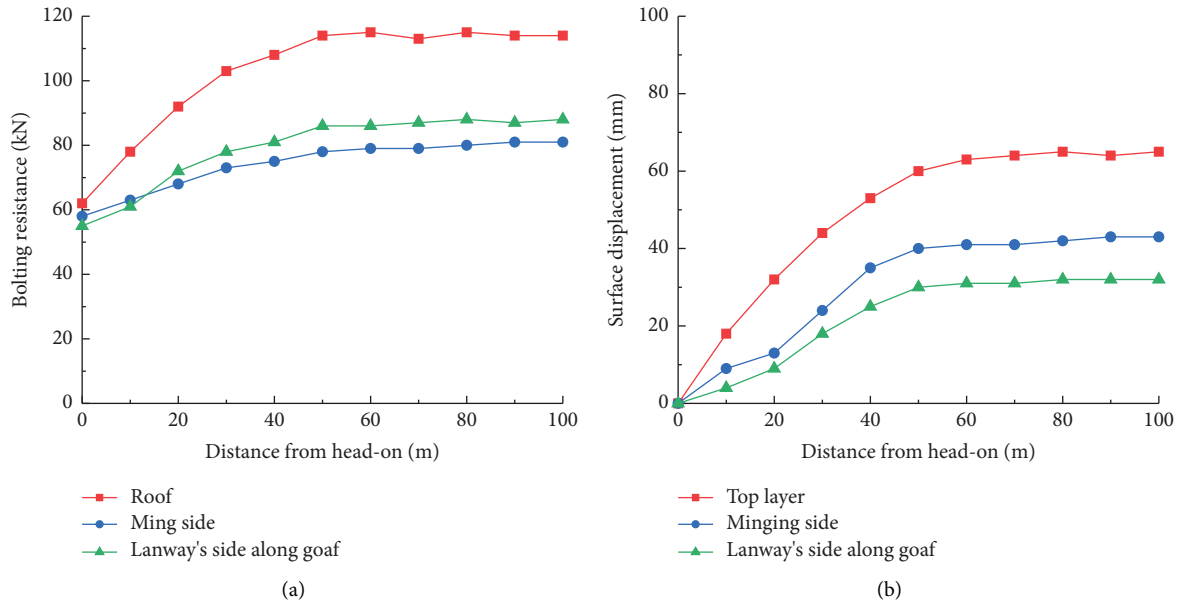 120
100
80
60
40
20
0
Bolting resistance (kN)
0
20
40
60
80
100
Distance from head-on (m)
Roof
Ming side
Lanway's side along goaf
(a)
100
80
60
40
20
0
Surface displacement (mm)
0
20
40
60
80
100
Distance from head-on (m)
Top layer
Minging side
Lanway's side along goaf
(b)